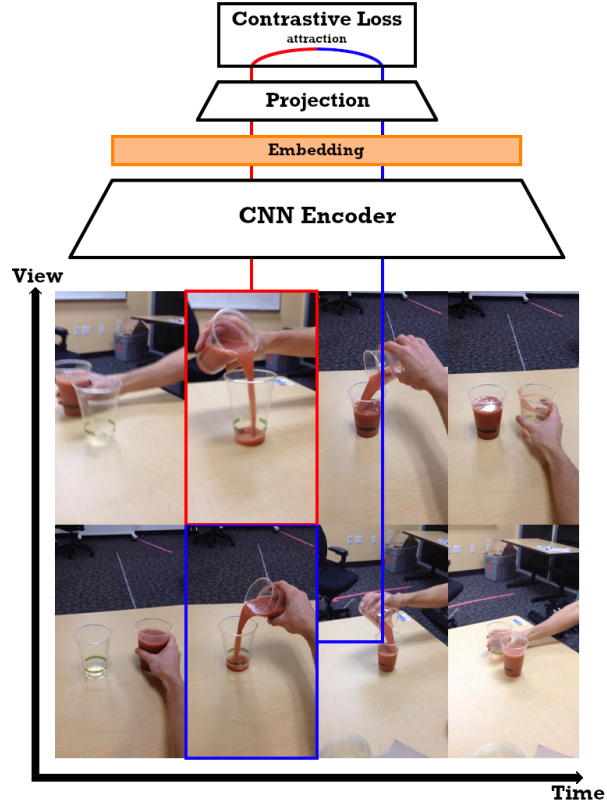 Contrastive Loss
attraction
Projection
Embedding
CNN Encoder
View
Time